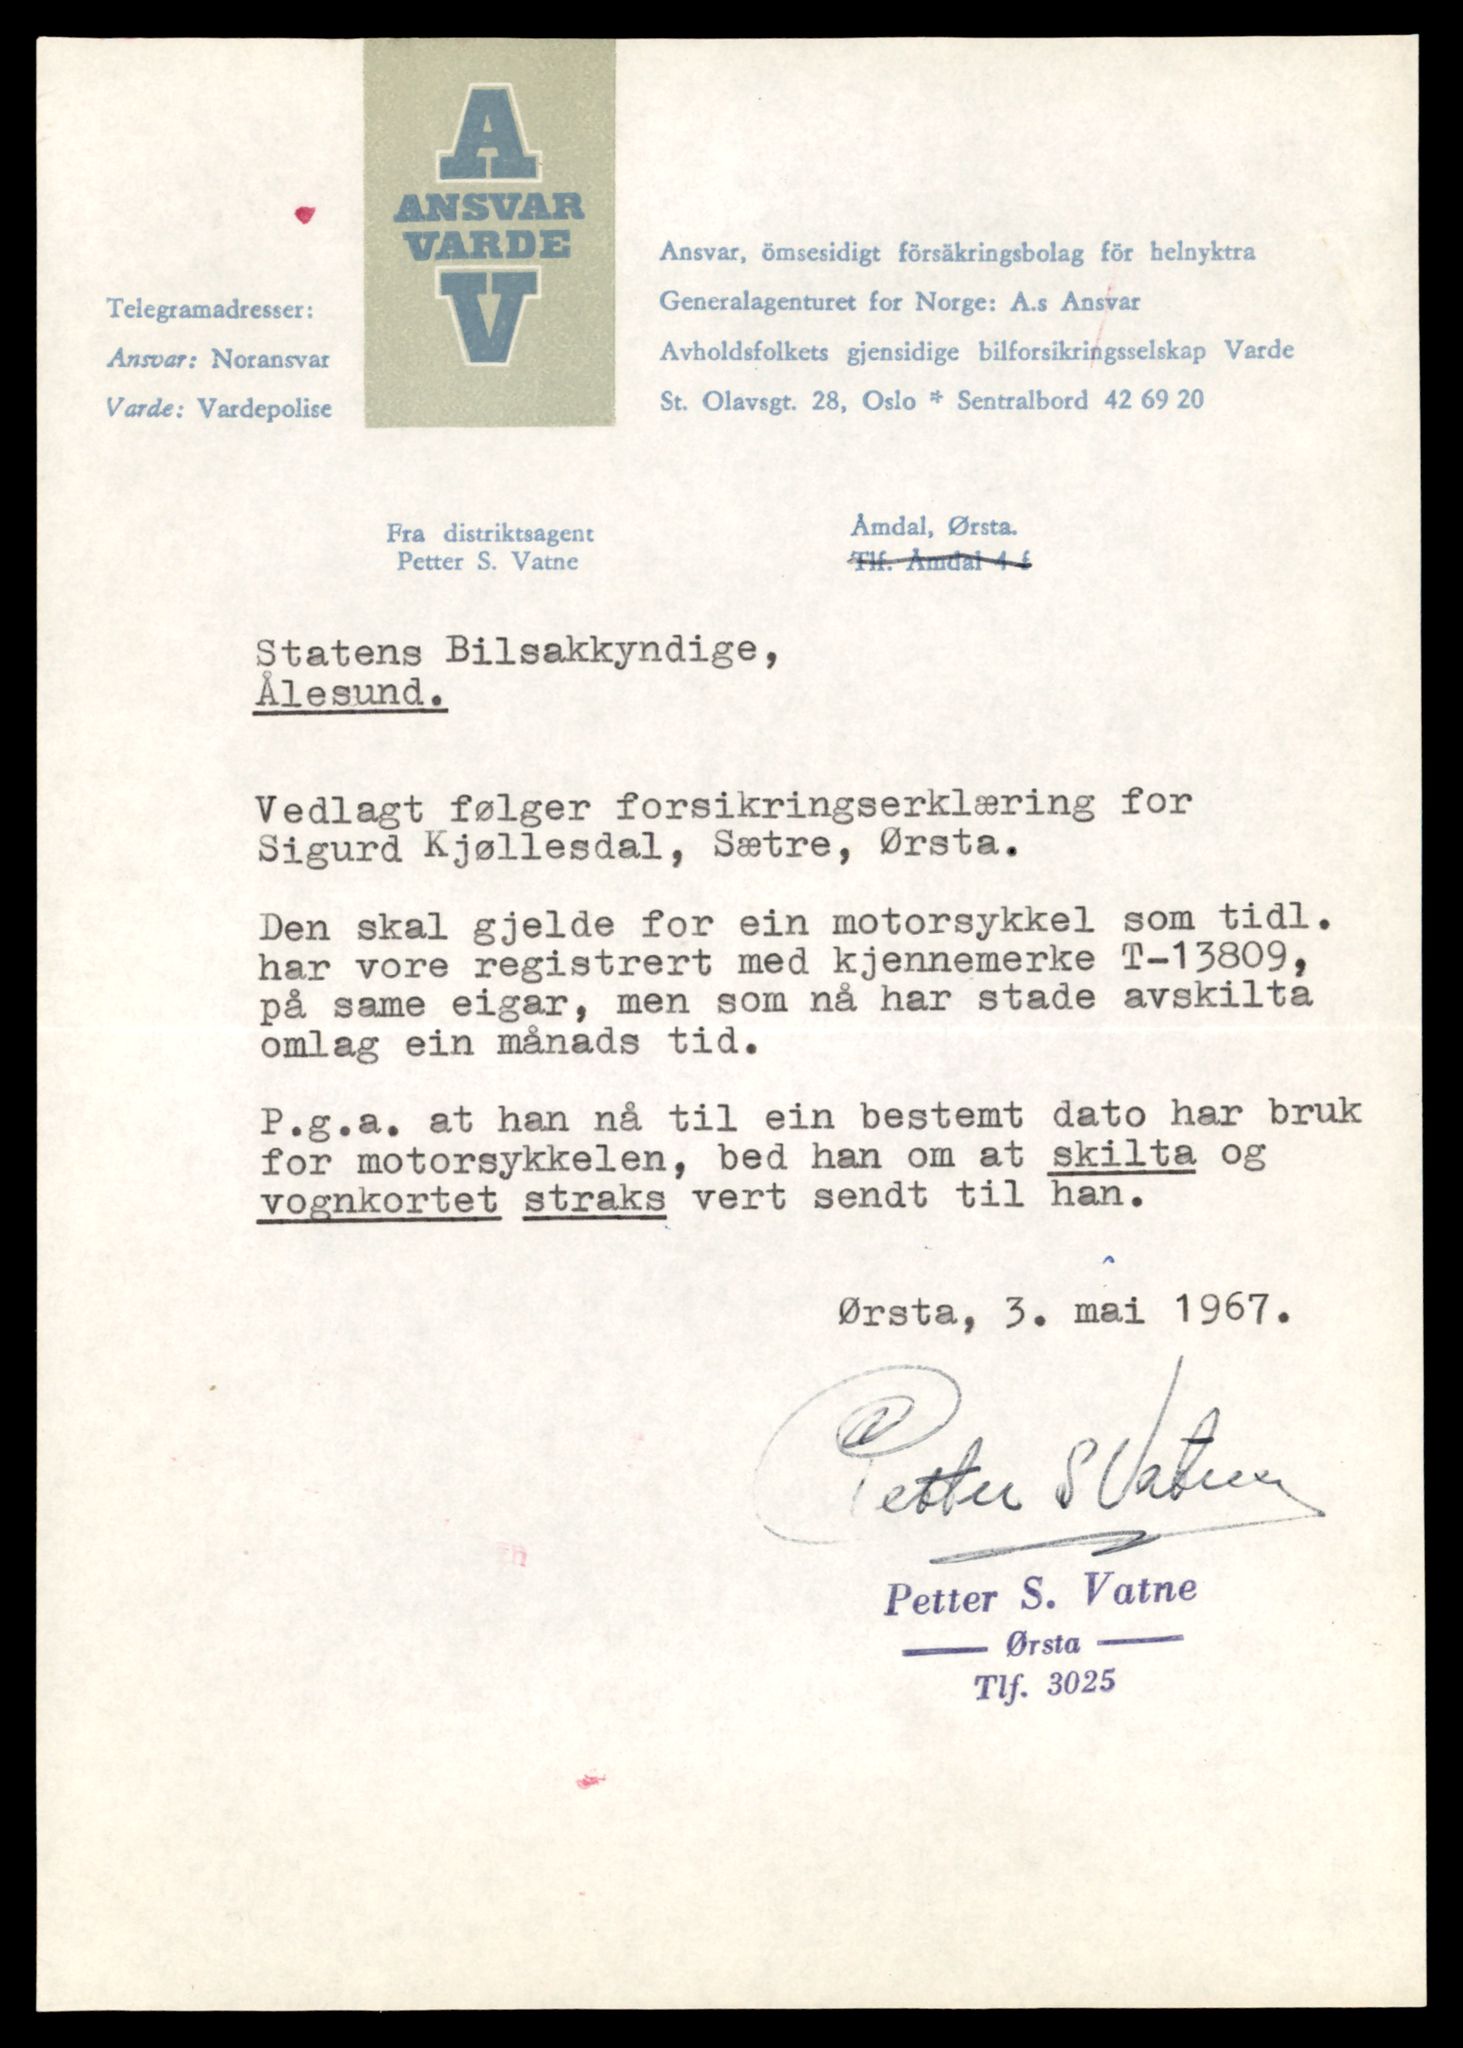 A
ANSVAR
VARDE
V
Telegramadresser:
Ansvar: Noransvar
Varde: Vardepolise
Ansvar, ömsesidigt försäkringsbolag för helnyktra
Generalagenturet for Norge: A.s Ansvar
Avholdsfolkets gjensidige bilforsikringsselskap Varde
St. Olavsgt. 28, Oslo * Sentralbord 42 69 20
Fra distriktsagent
Petter S. Vatne
Åmdal, Ørsta.
Tlf. Åmdal 4 f
Statens Bilsakkyndige,
Ålesund.
Vedlagt følger forsikringserklæring for
Sigurd Kjøllesdal, Sætre, Ørsta.
Den skal gjelde for ein motorsykkel som tidl.
har vore registrert med kjennemerke T-13809,
på same eigar, men som nå har stade avskilta
omlag ein månads tid.
P.g.a. at han nå til ein bestemt dato har bruk
for motorsykkelen, bed han om at skilta og
vognkortet straks vert sendt til han.
Ørsta, 3. mai 1967.
Petter S Vatne
Petter S. Vatne
Ørsta
Tlf. 3025